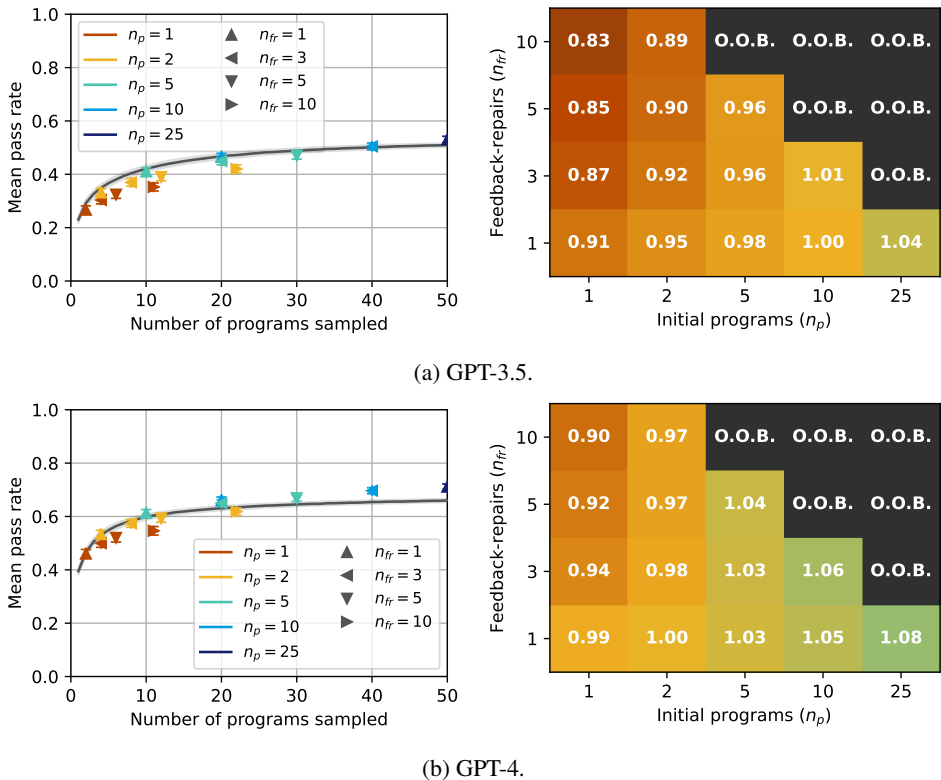 Mean pass rate
1.0
0.8
0.6
0.4
0.2
0.0
n_p = 1
n_p = 2
n_p = 5
n_p = 10
n_p = 25
n_fr = 1
n_fr = 3
n_fr = 5
n_fr = 10
1 10 20 30 40 50
Number of programs sampled
Feedback-repairs (n_fr)
10 0.83 0.89 O.O.B. O.O.B. O.O.B.
5 0.85 0.90 0.96 O.O.B. O.O.B.
3 0.87 0.92 0.96 1.01 O.O.B.
1 0.91 0.95 0.98 1.00 1.04
1 2 5 10 25
Initial programs (n_p)
(a) GPT-3.5.
Mean pass rate
1.0
0.8
0.6
0.4
0.2
0.0
n_p = 1
n_p = 2
n_p = 5
n_p = 10
n_p = 25
n_fr = 1
n_fr = 3
n_fr = 5
n_fr = 10
0 10 20 30 40 50
Number of programs sampled
Feedback-repairs (n_fr)
10 0.90 0.97 O.O.B. O.O.B. O.O.B.
5 0.92 0.97 1.04 O.O.B. O.O.B.
3 0.94 0.98 1.03 1.06 O.O.B.
1 0.99 1.00 1.03 1.05 1.08
1 2 5 10 25
Initial programs (n_p)
(b) GPT-4.